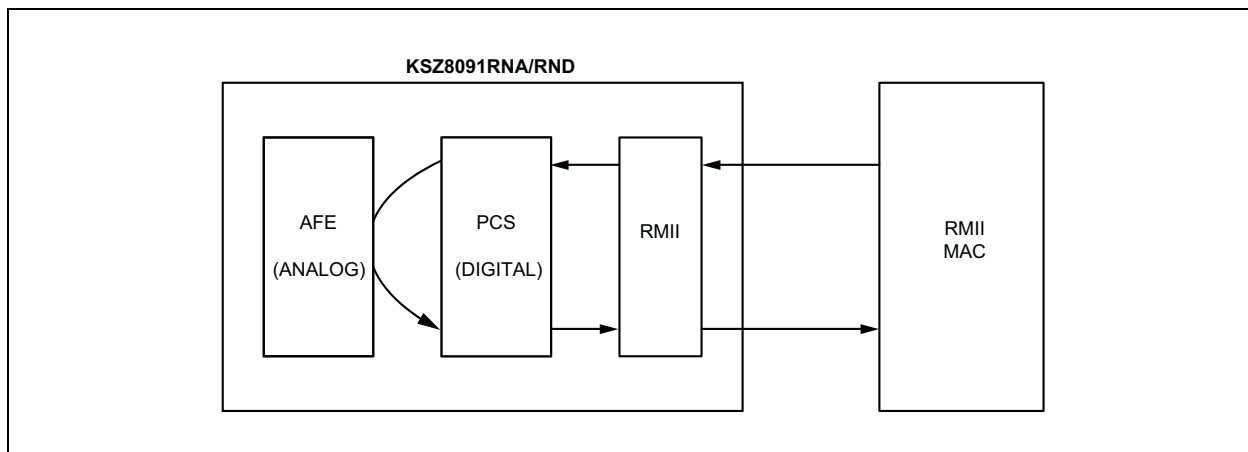 KSZ8091RNA/RND
AFE
(ANALOG)
PCS
(DIGITAL)
RMII
RMII
MAC